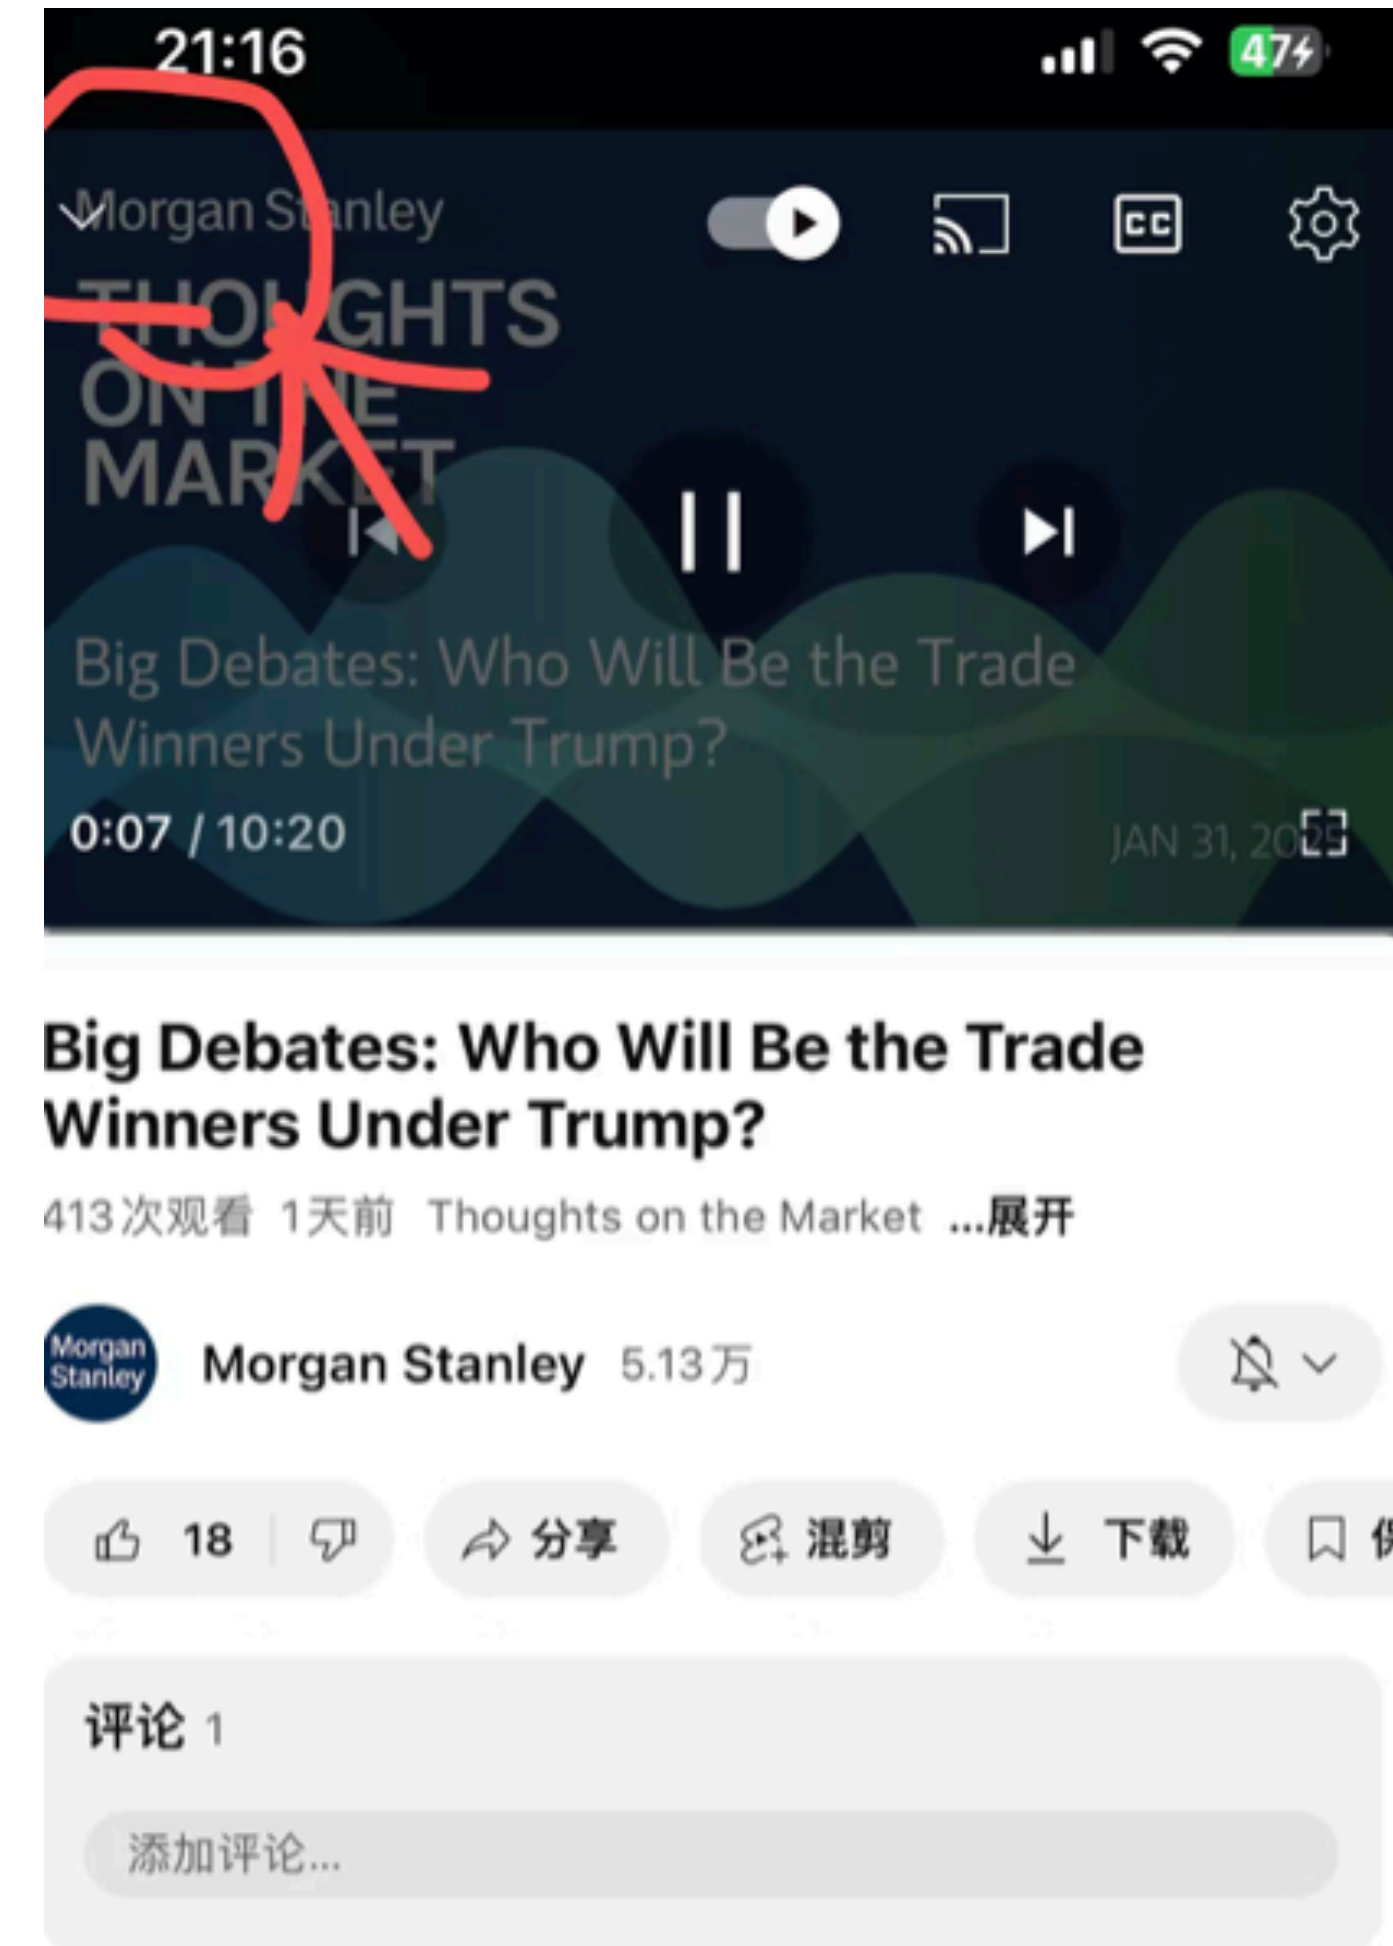 21:16
47
Morgan Stanley
THOUGHTS
ON THE
MARKET
CC
Big Debates: Who Will Be the Trade
Winners Under Trump?
0:07 / 10:20
JAN 31, 2025
Big Debates: Who Will Be the Trade
Winners Under Trump?
413次观看 1天前 Thoughts on the Market ...展开
Morgan
Stanley
Morgan Stanley 5.13万
18 分享 混剪 下载
评论 1
添加评论...